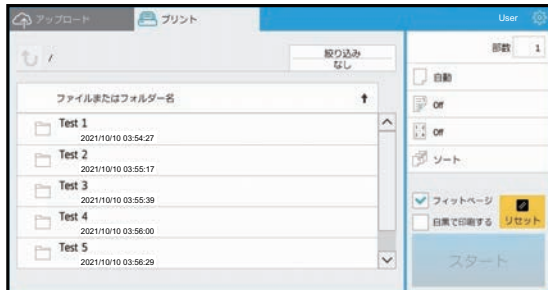 アップロード
プリント
User
/
絞り込み
なし
部数 1
ファイルまたはフォルダー名
Test 1
2021/10/10 03:54:27
Test 2
2021/10/10 03:55:17
Test 3
2021/10/10 03:55:39
Test 4
2021/10/10 03:56:00
Test 5
2021/10/10 03:56:29
自動
Off
Off
ソート
フィットページ
白黒で印刷する
リセット
スタート